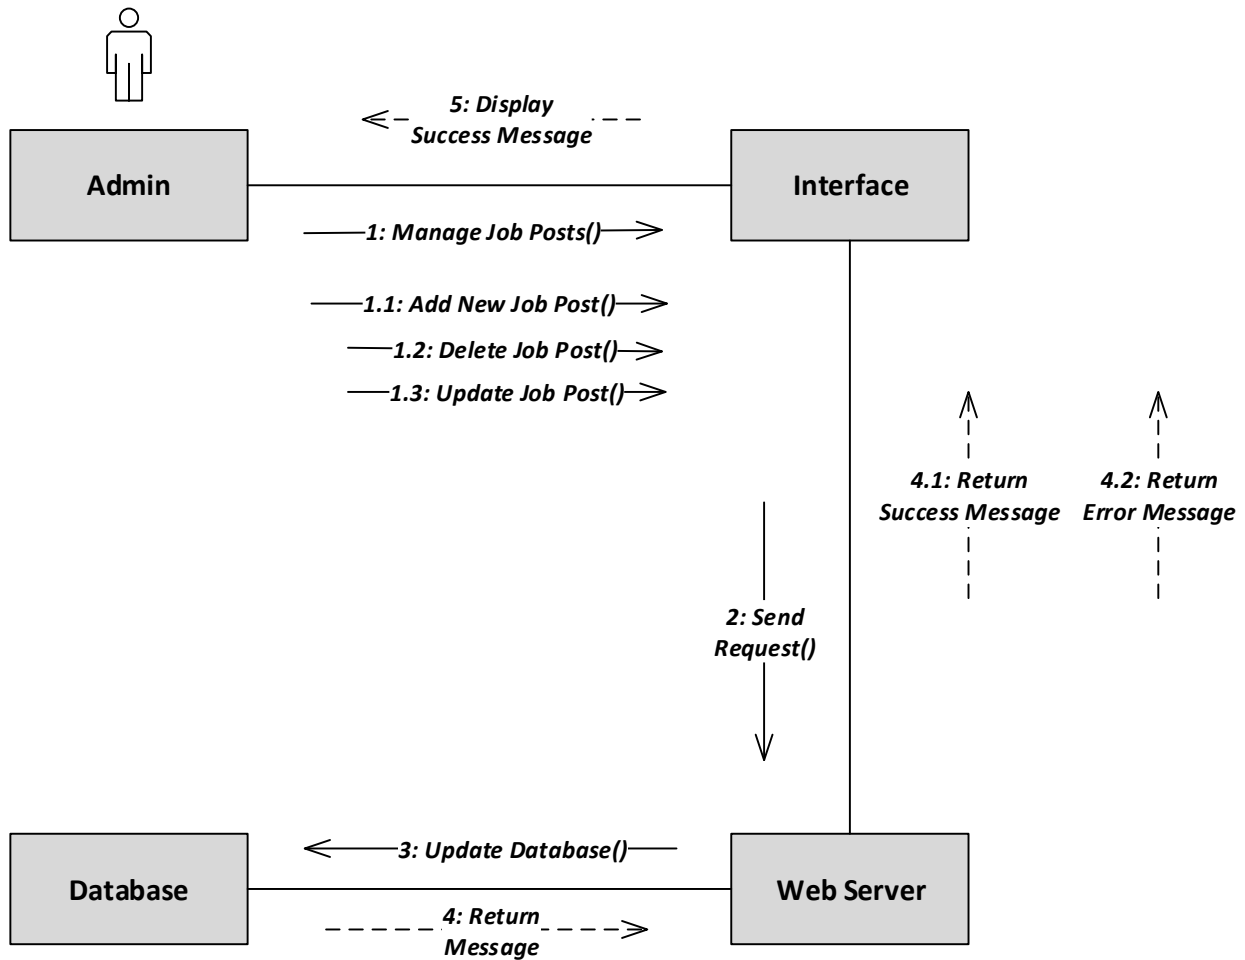 5: Display
Success Message
Admin
Interface
1: Manage Job Posts()
1.1: Add New Job Post()
1.2: Delete Job Post()
1.3: Update Job Post()
4.1: Return
Success Message
4.2: Return
Error Message
2: Send
Request()
3: Update Database()
Database
Web Server
4: Return
Message